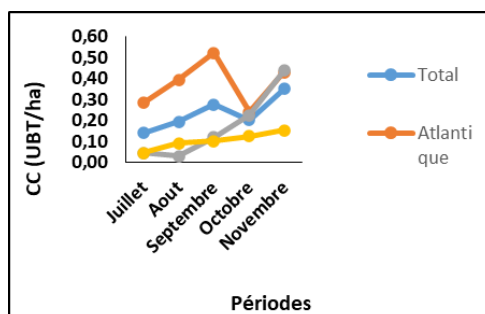 0,60
0,50
0,40
0,30
0,20
0,10
0,00
CC (UBT/ha)
Juillet
Aout
Septembre
Octobre
Novembre
Périodes
Total
Atlanti
que